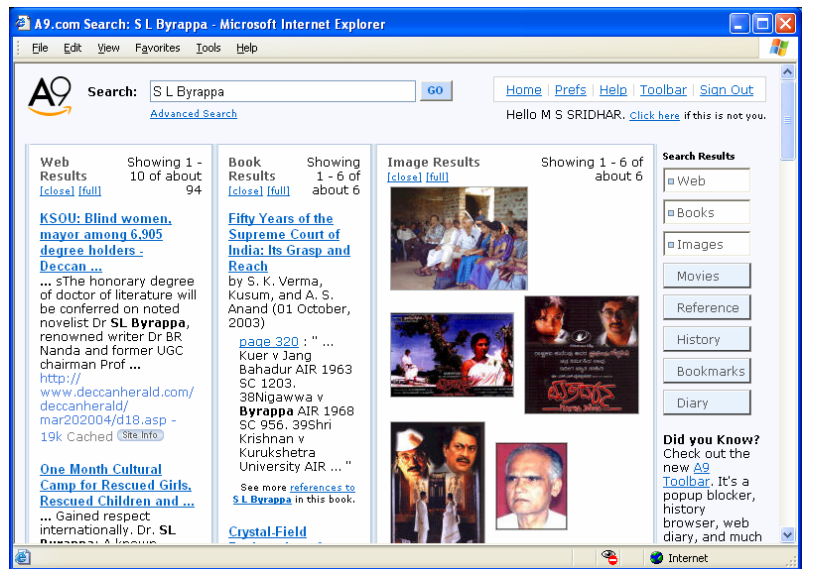 A9.com Search: S L Byrappa - Microsoft Internet Explorer
File Edit View Favorites Tools Help
A9 Search: S L Byrappa GO
Advanced Search
Home | Prefs | Help | Toolbar | Sign Out
Hello M S SRIDHAR. Click here if this is not you.
Web Results
Showing 1 -
10 of about
94
[close] [full]
KSOU: Blind women,
mayor among 6,905
degree holders -
Deccan ...
... sThe honorary degree
of doctor of literature will
be conferred on noted
novelist Dr SL Byrappa,
renowned writer Dr BR
Nanda and former UGC
chairman Prof ...
http://
www.deccanherald.com/
deccanherald/
mar202004/d18.asp -
19k Cached Site Info
One Month Cultural
Camp for Rescued Girls,
Rescued Children and ...
... Gained respect
internationally. Dr. SL
Byrappa: A known
Book Results
Showing
1 - 6 of
about 6
[close] [full]
Fifty Years of the
Supreme Court of
India: Its Grasp and
Reach
by S. K. Verma,
Kusum, and A. S.
Anand (01 October,
2003)
page 320 : " ...
Kuer v Jang
Bahadur AIR 1963
SC 1203.
38Nigawwa v
Byrappa AIR 1968
SC 956. 39Shri
Krishnan v
Kurukshetra
University AIR ... "
See more references to
S L Byrappa in this book.
Crystal-Field
Image Results
Showing 1 - 6 of
about 6
[close] [full]
Search Results
Web
Books
Images
Movies
Reference
History
Bookmarks
Diary
Did you Know?
Check out the
new A9
Toolbar. It's a
popup blocker,
history
browser, web
diary, and much
Internet